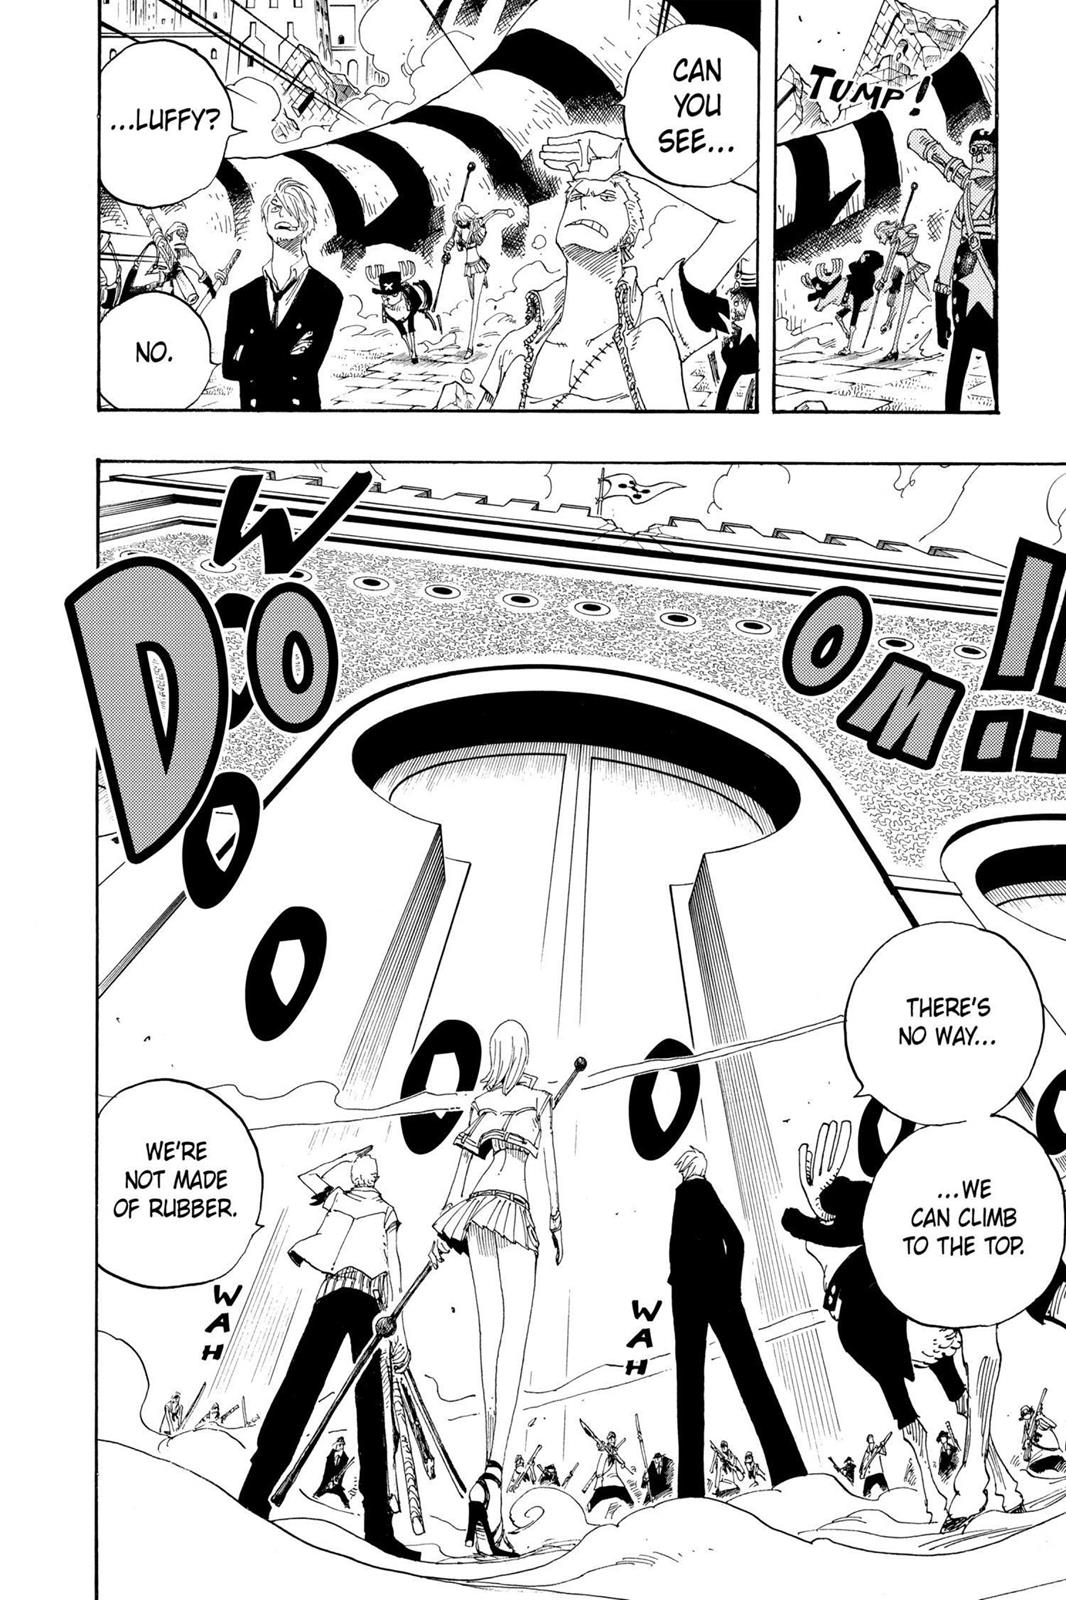 TUMP!
CAN
YOU
SEE...
...LUFFY?
NO.
DOOM!!
W
THERE'S
NO WAY...
...WE
CAN CLIMB
TO THE TOP.
WE'RE
NOT MADE
OF RUBBER.
WAH
WAH